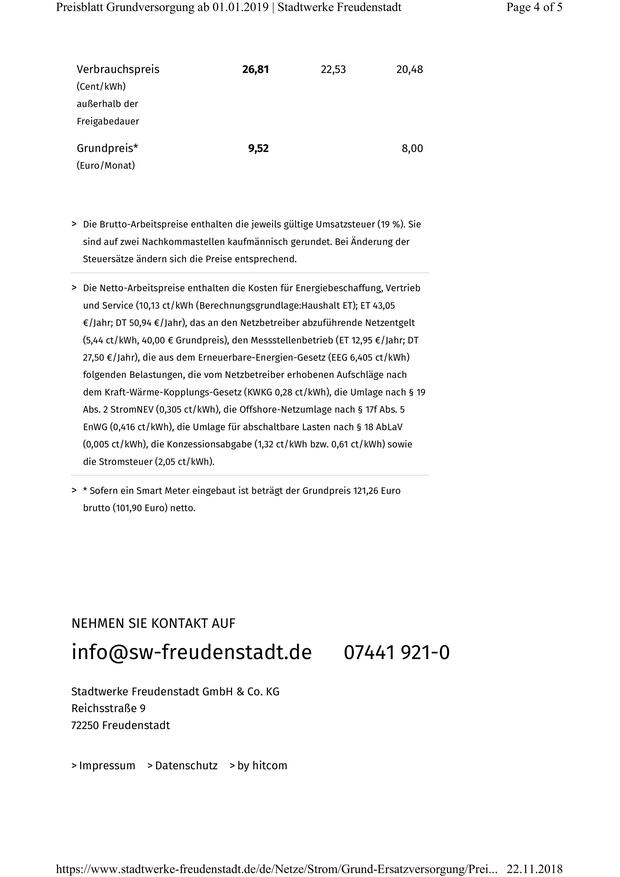 Preisblatt Grundversorgung ab 01.01.2019 | Stadtwerke Freudenstadt Page 4 of 5
Verbrauchspreis 26,81 22,53 20,48
(Cent/kWh)
außerhalb der
Freigabedauer
Grundpreis* 9,52 8,00
(Euro/Monat)
> Die Brutto-Arbeitspreise enthalten die jeweils gültige Umsatzsteuer (19 %). Sie
sind auf zwei Nachkommastellen kaufmännisch gerundet. Bei Änderung der
Steuersätze ändern sich die Preise entsprechend.
> Die Netto-Arbeitspreise enthalten die Kosten für Energiebeschaffung, Vertrieb
und Service (10,13 ct/kWh (Berechnungsgrundlage:Haushalt ET); ET 43,05
€/Jahr; DT 50,94 €/Jahr), das an den Netzbetreiber abzuführende Netzentgelt
(5,44 ct/kWh, 40,00 € Grundpreis), den Messstellenbetrieb (ET 12,95 €/Jahr; DT
27,50 €/Jahr), die aus dem Erneuerbare-Energien-Gesetz (EEG 6,405 ct/kWh)
folgenden Belastungen, die vom Netzbetreiber erhobenen Aufschläge nach
dem Kraft-Wärme-Kopplungs-Gesetz (KWKG 0,28 ct/kWh), die Umlage nach § 19
Abs. 2 StromNEV (0,305 ct/kWh), die Offshore-Netzumlage nach § 17f Abs. 5
EnWG (0,416 ct/kWh), die Umlage für abschaltbare Lasten nach § 18 AbLaV
(0,005 ct/kWh), die Konzessionsabgabe (1,32 ct/kWh bzw. 0,61 ct/kWh) sowie
die Stromsteuer (2,05 ct/kWh).
> * Sofern ein Smart Meter eingebaut ist beträgt der Grundpreis 121,26 Euro
brutto (101,90 Euro) netto.
NEHMEN SIE KONTAKT AUF
info@sw-freudenstadt.de 07441 921-0
Stadtwerke Freudenstadt GmbH & Co. KG
Reichsstraße 9
72250 Freudenstadt
> Impressum > Datenschutz > by hitcom
https://www.stadtwerke-freudenstadt.de/de/Netze/Strom/Grund-Ersatzversorgung/Prei... 22.11.2018